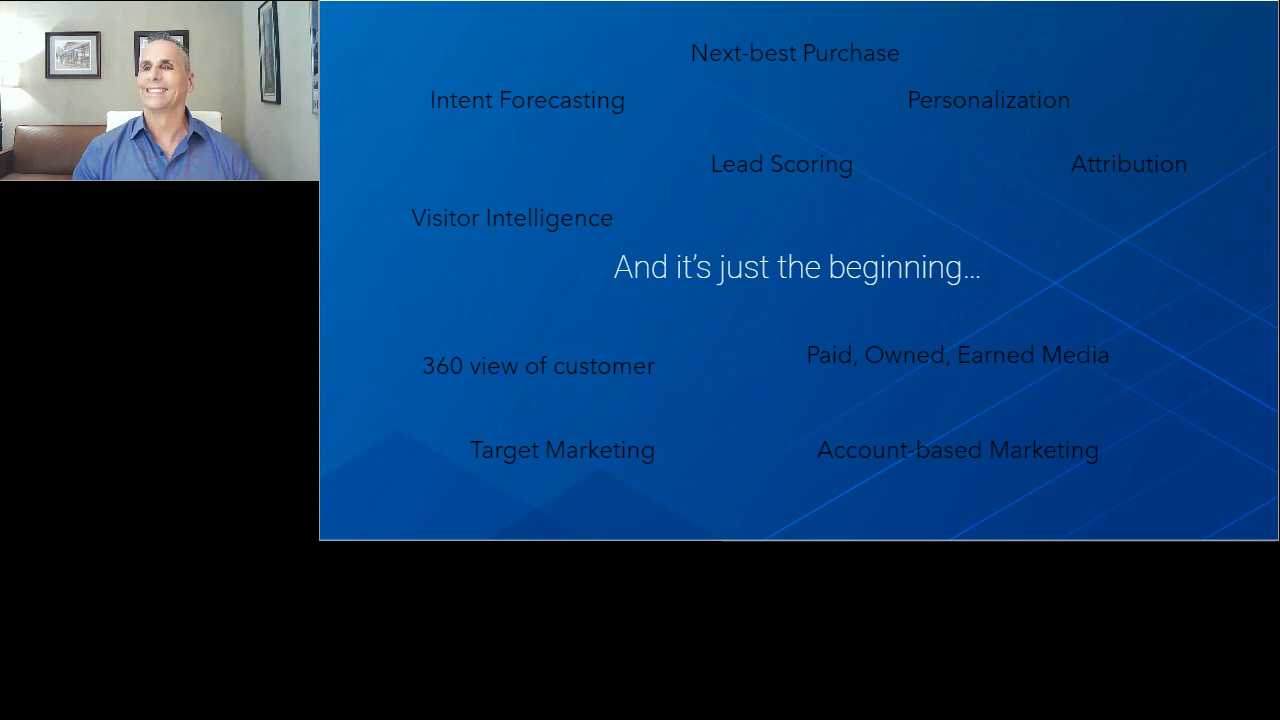 Next-best Purchase
Intent Forecasting
Personalization
Lead Scoring
Attribution
Visitor Intelligence
And it’s just the beginning…
Paid, Owned, Earned Media
360 view of customer
Target Marketing
Account-based Marketing